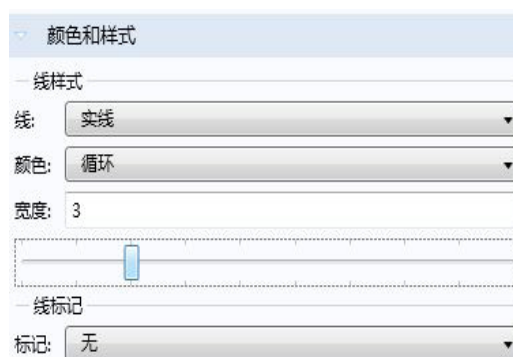 颜色和样式
线样式
线: 实线
颜色: 循环
宽度: 3
线标记
标记: 无